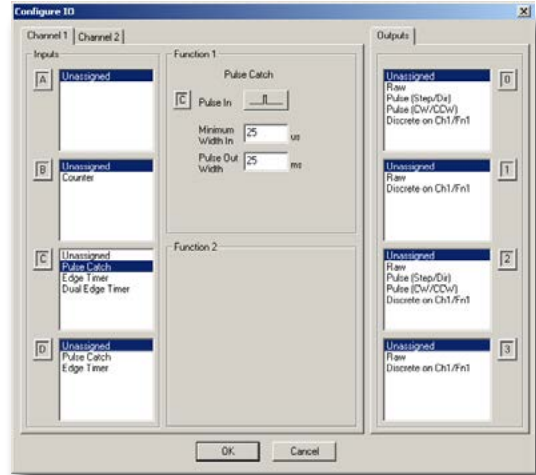 Configure IO
Channel 1
Channel 2
Inputs
A
Unassigned
B
Unassigned
Counter
C
Unassigned
Pulse Catch
Edge Timer
Dual Edge Timer
D
Unassigned
Pulse Catch
Edge Timer
Function 1
Pulse Catch
C Pulse In
Minimum
Width In
25 us
Pulse Out
Width
25 ms
Function 2
Outputs
Unassigned
Raw
Pulse (Step/Dir)
Pulse (CW/CCW)
Discrete on Ch1/Fn1
0
Unassigned
Raw
Discrete on Ch1/Fn1
1
Unassigned
Raw
Pulse (Step/Dir)
Pulse (CW/CCW)
Discrete on Ch1/Fn1
2
Unassigned
Raw
Discrete on Ch1/Fn1
3
OK
Cancel